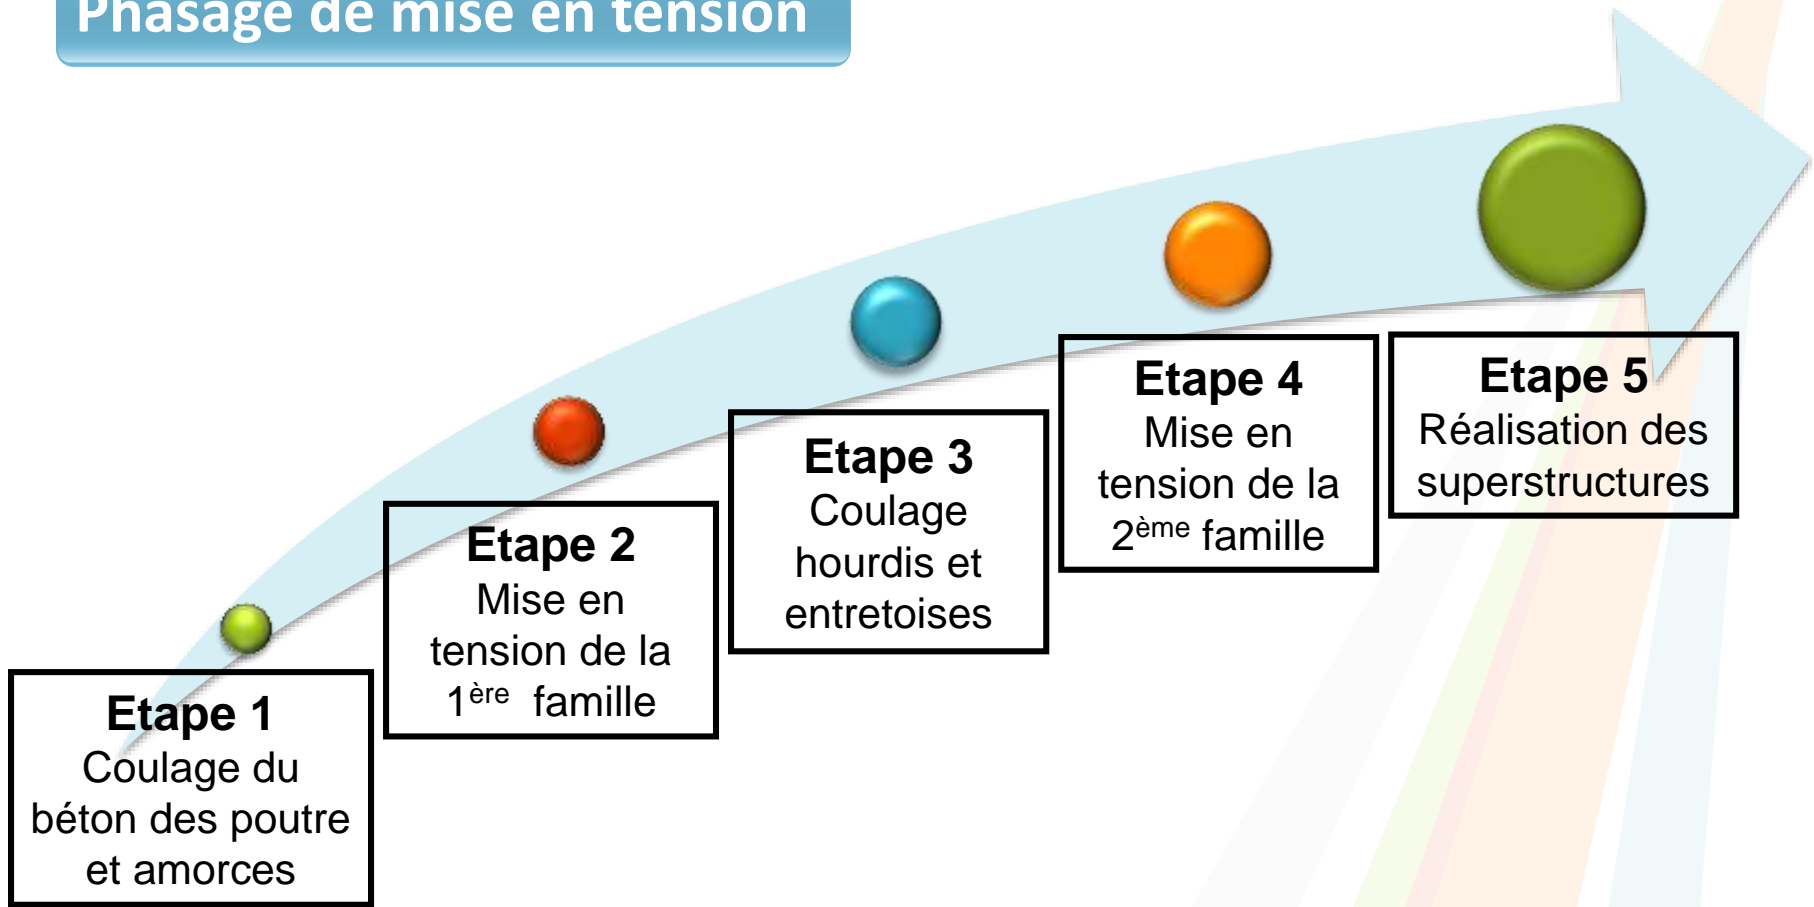 Phasage de mise en tension
Etape 1
Coulage du
béton des poutre
et amorces
Etape 2
Mise en
tension de la
1ère famille
Etape 3
Coulage
hourdis et
entretoises
Etape 4
Mise en
tension de la
2ème famille
Etape 5
Réalisation des
superstructures